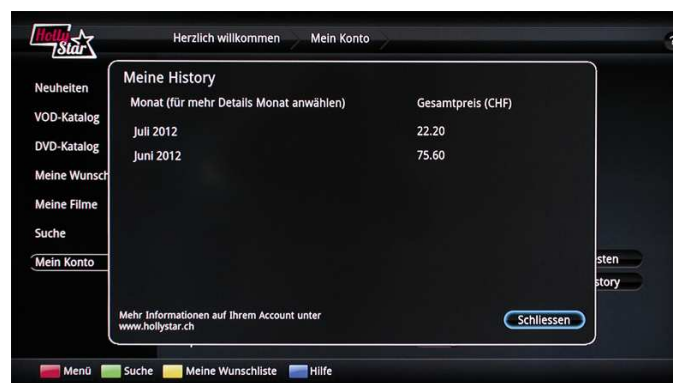 Holly
Star
Herzlich willkommen
Mein Konto
?
Neuheiten
VOD-Katalog
DVD-Katalog
Meine Wunsch
Meine Filme
Suche
Mein Konto
Meine History
Monat (für mehr Details Monat anwählen) Gesamtpreis (CHF)
Juli 2012 22.20
Juni 2012 75.60
sten
story
Mehr Informationen auf Ihrem Account unter
www.hollystar.ch
Schliessen
Menü Suche Meine Wunschliste Hilfe